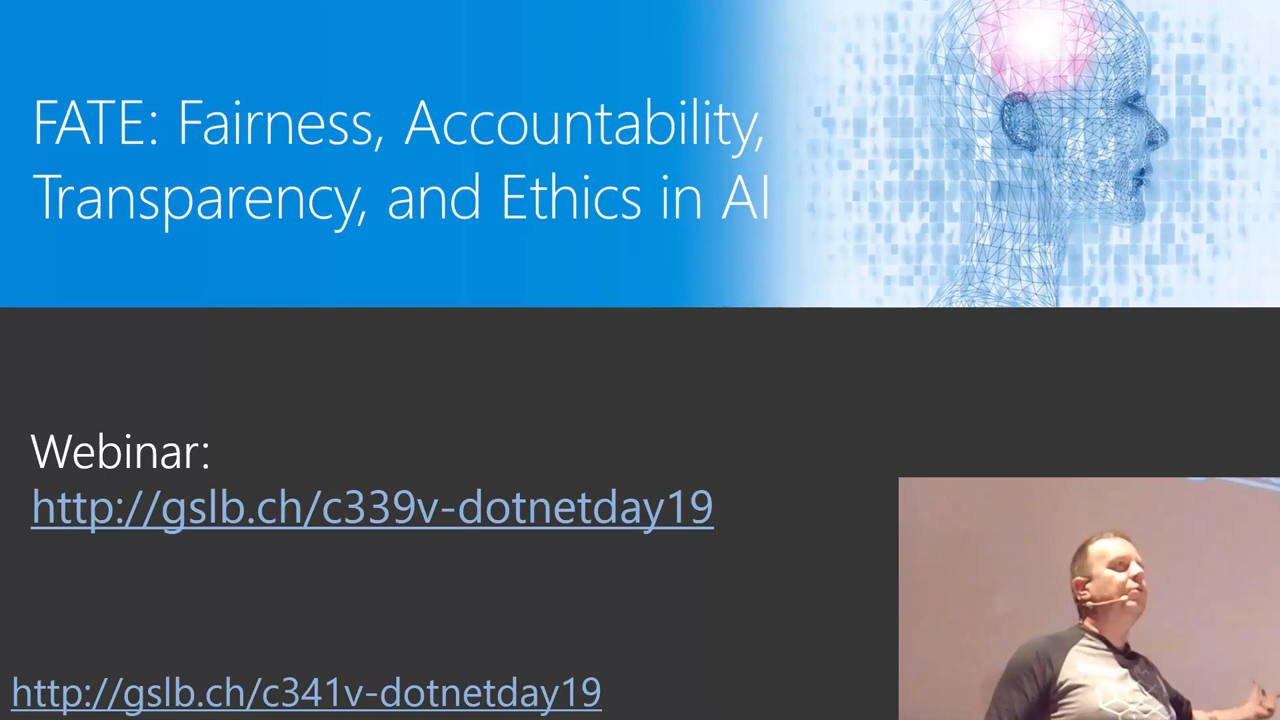 FATE: Fairness, Accountability,
Transparency, and Ethics in AI
Webinar:
http://gslb.ch/c339v-dotnetday19
http://gslb.ch/c341v-dotnetday19